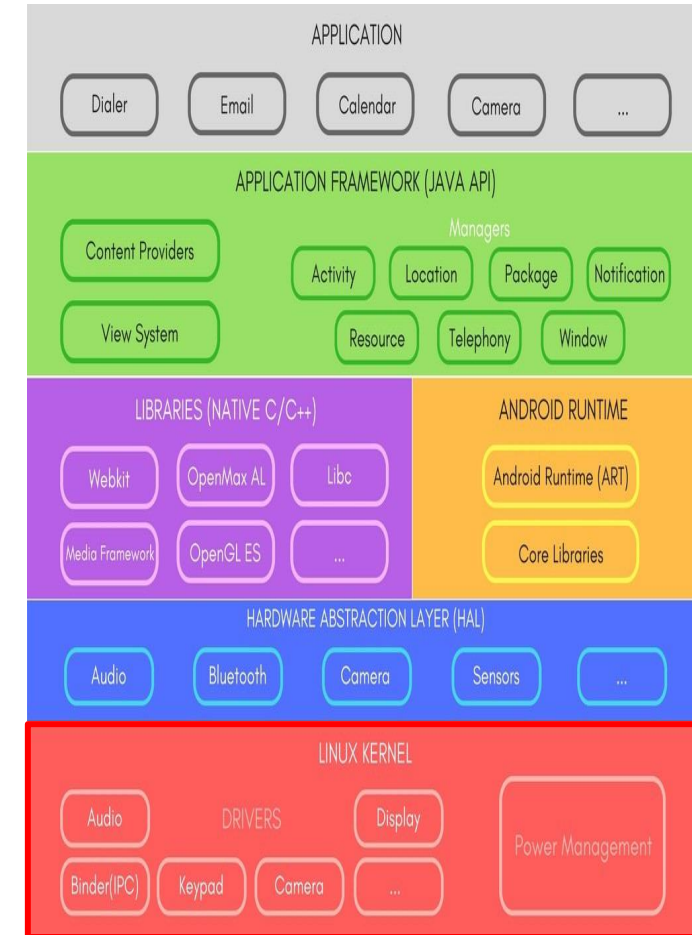 APPLICATION
Dialer Email Calendar Camera ...
APPLICATION FRAMEWORK (JAVA API)
Managers
Content Providers
Activity Location Package Notification
View System
Resource Telephony Window
LIBRARIES (NATIVE C/C++)
Webkit OpenMax AL Libc
Media Framework OpenGL ES ...
ANDROID RUNTIME
Android Runtime (ART)
Core Libraries
HARDWARE ABSTRACTION LAYER (HAL)
Audio Bluetooth Camera Sensors ...
LINUX KERNEL
Audio DRIVERS Display
Binder(IPC) Keypad Camera ...
Power Management